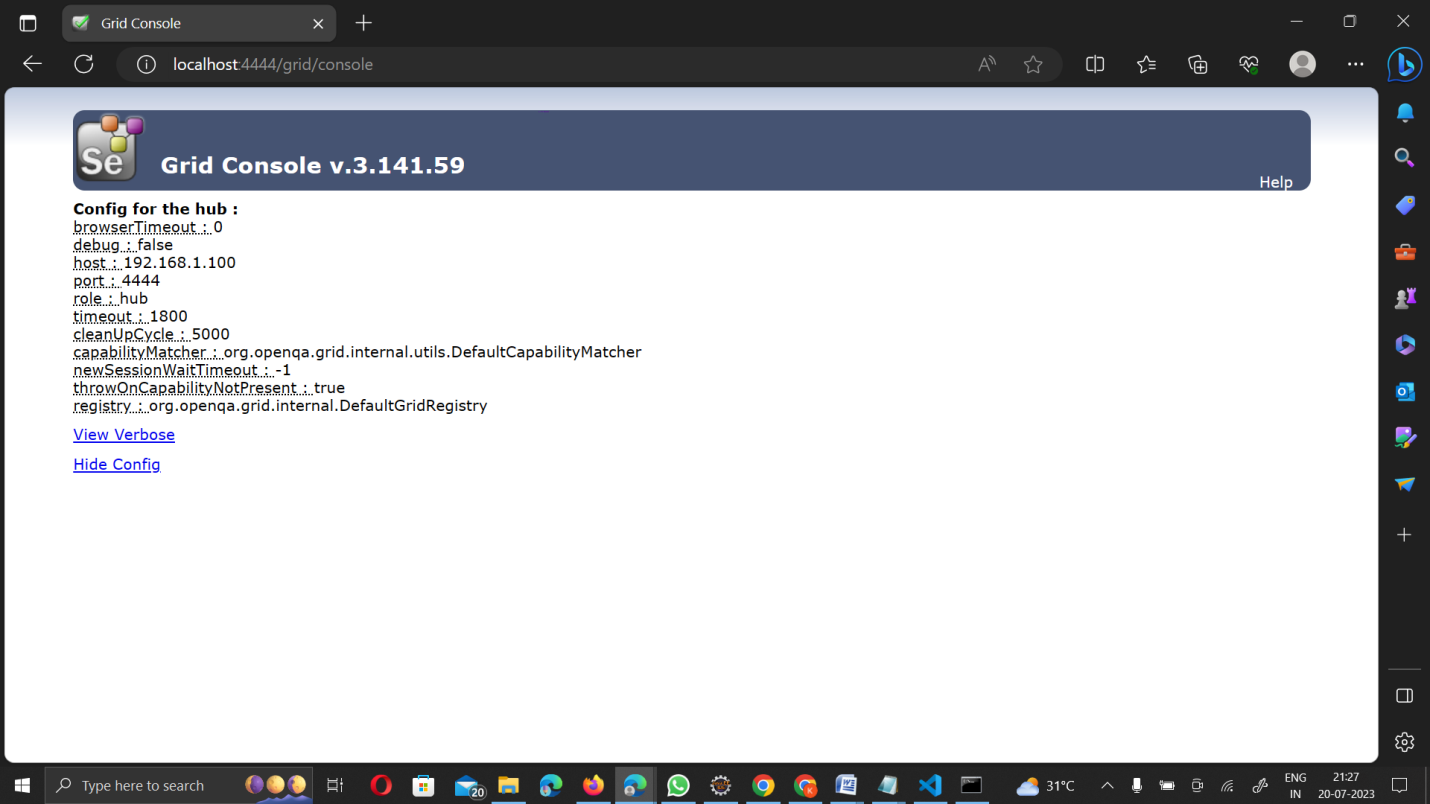 Grid Console
localhost:4444/grid/console
Se
Grid Console v.3.141.59
Help
Config for the hub :
browserTimeout : 0
debug : false
host : 192.168.1.100
port : 4444
role : hub
timeout : 1800
cleanUpCycle : 5000
capabilityMatcher : org.openqa.grid.internal.utils.DefaultCapabilityMatcher
newSessionWaitTimeout : -1
throwOnCapabilityNotPresent : true
registry : org.openqa.grid.internal.DefaultGridRegistry
View Verbose
Hide Config
Type here to search
20
31°C
ENG
IN
21:27
20-07-2023